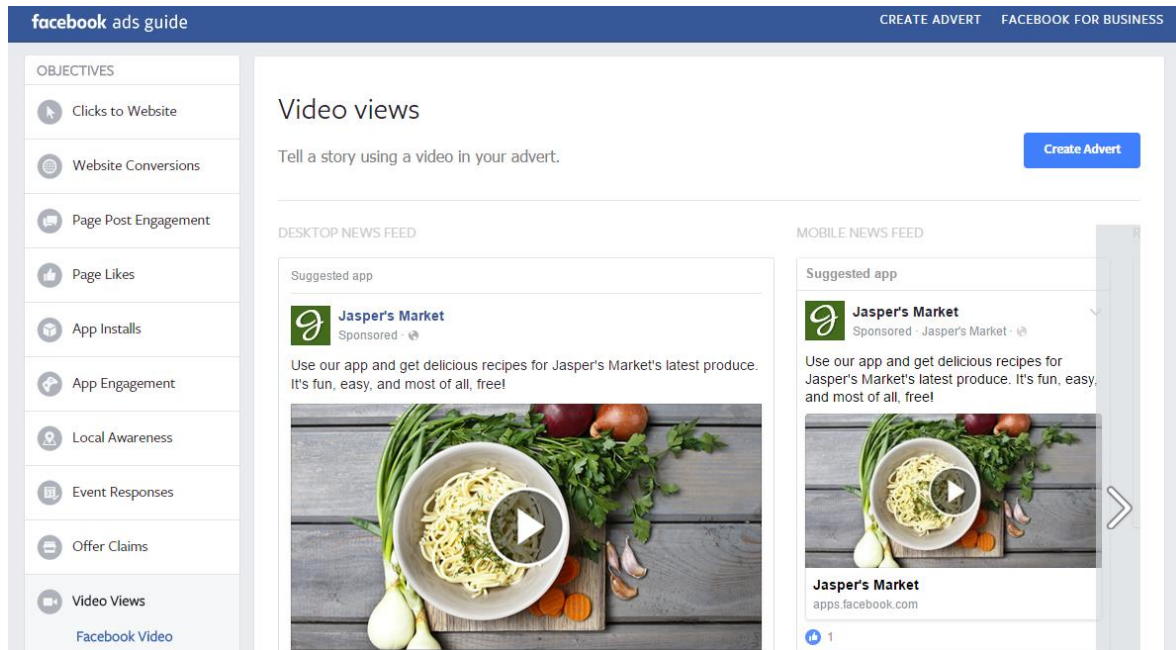 facebook ads guide
CREATE ADVERT FACEBOOK FOR BUSINESS
OBJECTIVES
Clicks to Website
Website Conversions
Page Post Engagement
Page Likes
App Installs
App Engagement
Local Awareness
Event Responses
Offer Claims
Video Views
Facebook Video
Video views
Tell a story using a video in your advert.
Create Advert
DESKTOP NEWS FEED
Suggested app
Jasper's Market
Sponsored ·
Use our app and get delicious recipes for Jasper's Market's latest produce.
It's fun, easy, and most of all, free!
MOBILE NEWS FEED
Suggested app
Jasper's Market
Sponsored · Jasper's Market ·
Use our app and get delicious recipes for
Jasper's Market's latest produce. It's fun, easy,
and most of all, free!
Jasper's Market
apps.facebook.com
1